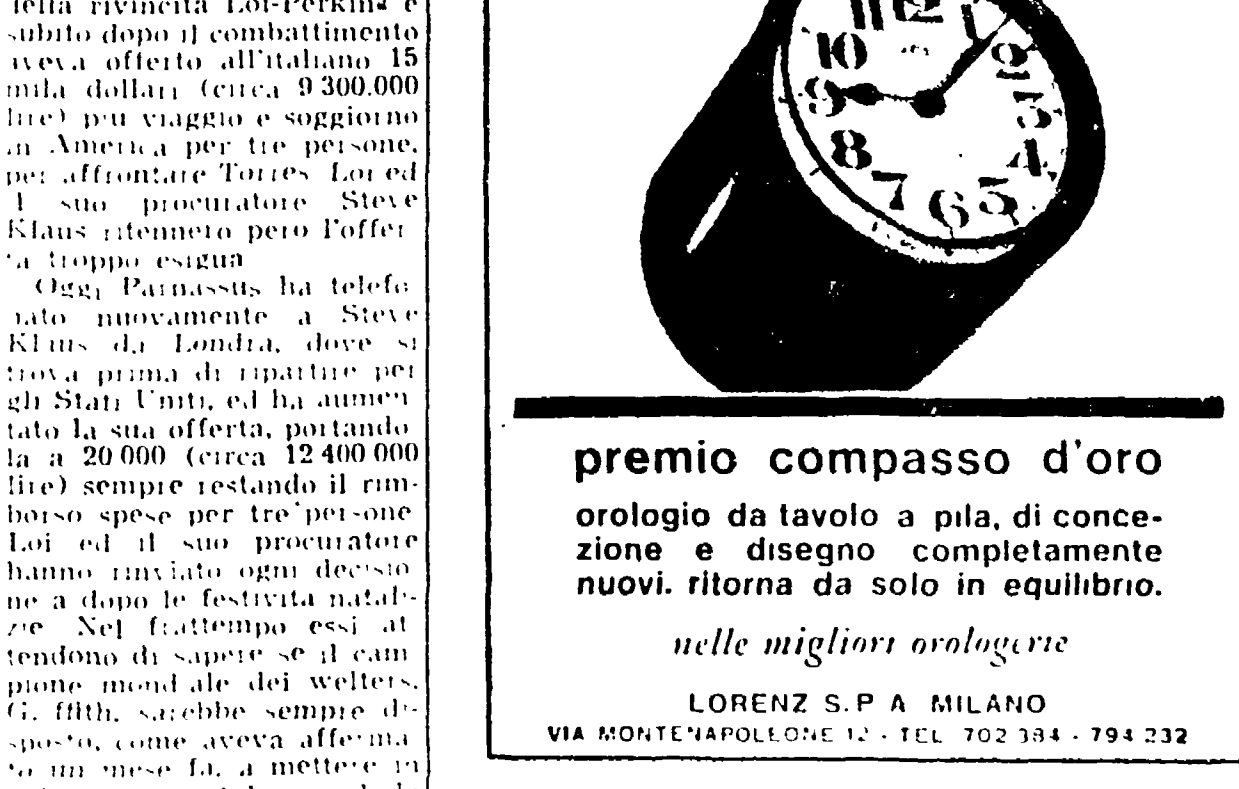 della rivincita Loi-Perkins e
subito dopo il combattimento
aveva offerto all'italiano 15
mila dollari (circa 9 300.000
lire) piu viaggio e soggiorno
in America per tre persone,
per affrontare Torres Loi ed
il suo procuratore Steve
Klaus ritennero pero l'offer
ta troppo esigua
Oggi Parnassus ha telefo
nato nuovamente a Steve
Klaus da Londra, dove si
trova prima di ripartire per
gli Stati Uniti, ed ha aumen
tato la sua offerta, portando
la a 20 000 (circa 12 400 000
lire) sempre restando il rim-
borso spese per tre persone
Loi ed il suo procuratore
hanno rinviato ogni decisio
ne a dopo le festivita natali-
zie Nel frattempo essi at
tendono di sapere se il cam
pione mondiale dei welters,
Griffith, sarebbe sempre di-
sposto, come aveva afferma
to un mese fa, a mettere in
12 1 2 3 4 5 6 7 8 9 10 11
premio compasso d'oro
orologio da tavolo a pila, di conce-
zione e disegno completamente
nuovi. ritorna da solo in equilibrio.
nelle migliori orologerie
LORENZ S.P A MILANO
VIA MONTENAPOLEONE 12 - TEL 702 384 - 794 232